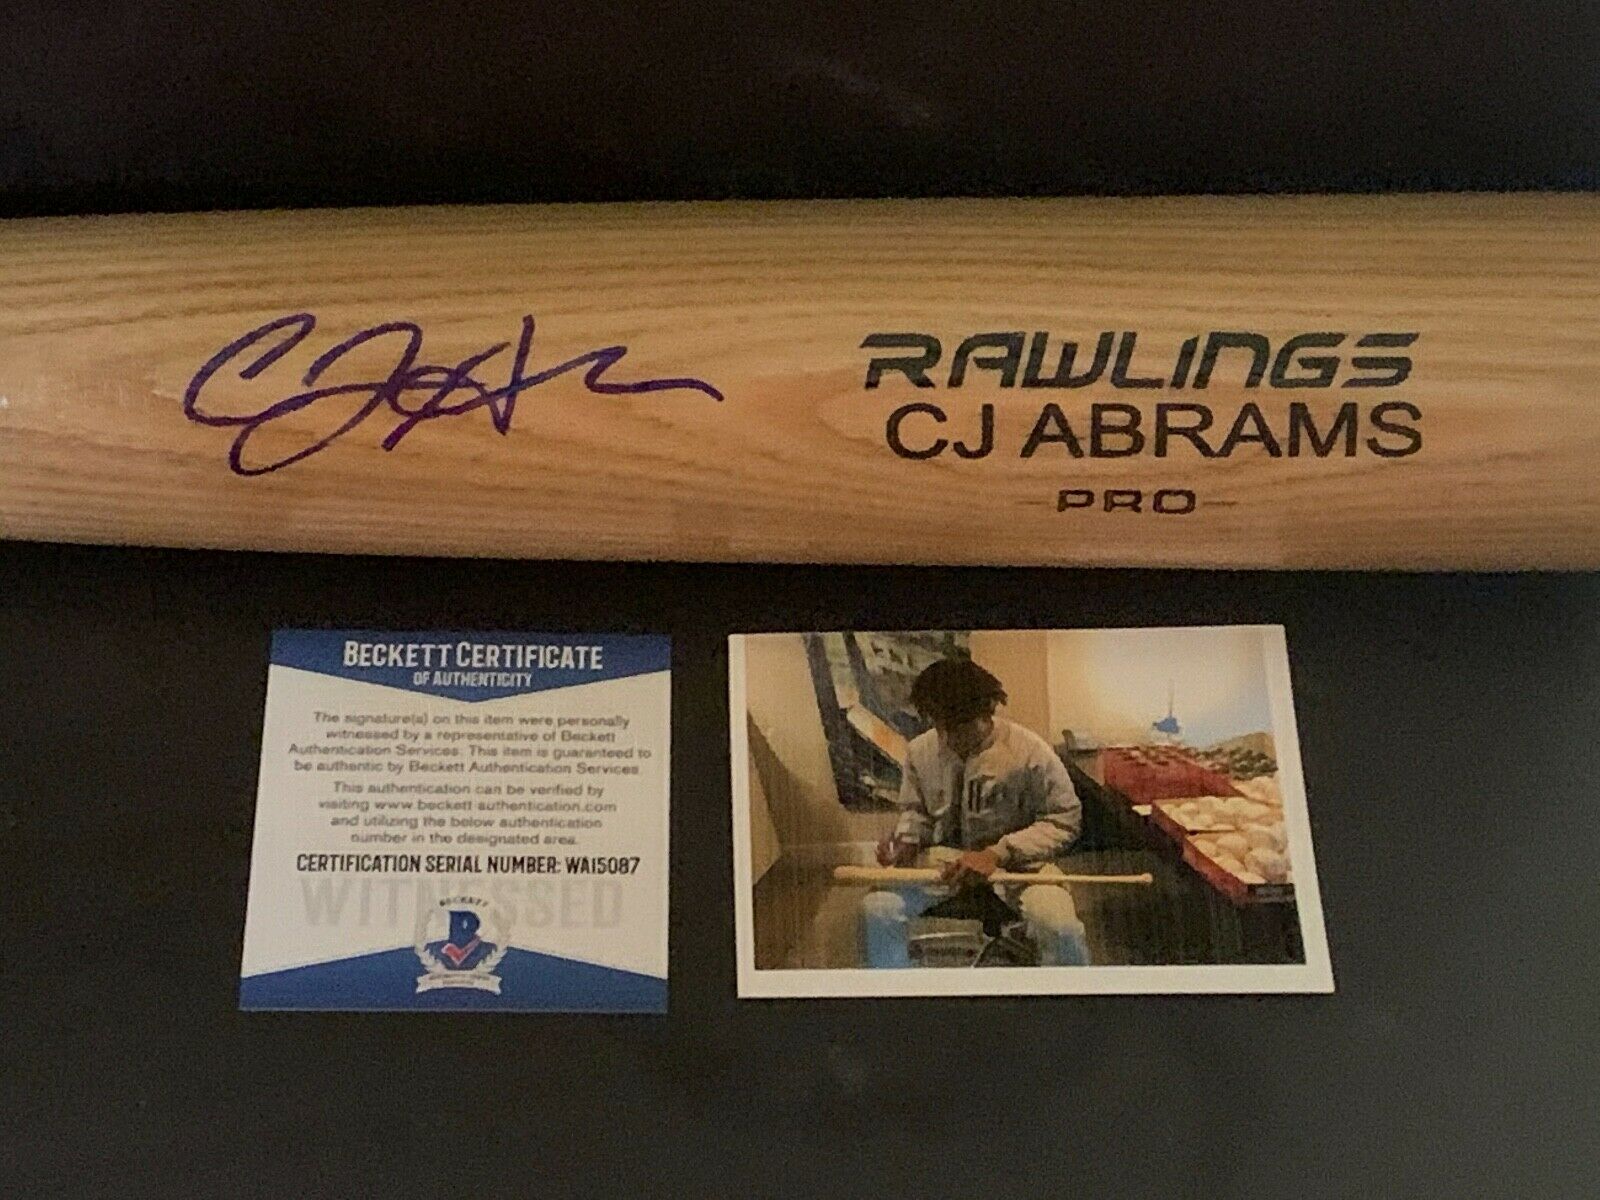 RAWLINGS
CJ ABRAMS
PRO
BECKETT CERTIFICATE
OF AUTHENTICITY
The signature(s) on this item were personally
witnessed by a representative of Beckett
Authentication Services. This item is guaranteed to
be authentic by Beckett Authentication Services.
This authentication can be verified by
visiting www.beckett-authentication.com
and utilizing the below authentication
number in the designated area.
CERTIFICATION SERIAL NUMBER: WA15087
WITNESSED
BECKETT
B